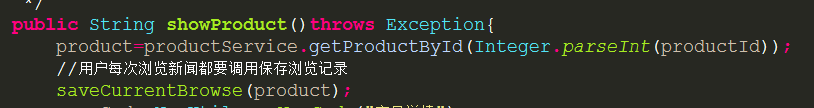 */
public String showProduct()throws Exception{
product=productService.getProductById(Integer.parseInt(productId));
//用户每次浏览新闻都要调用保存浏览记录
saveCurrentBrowse(product);